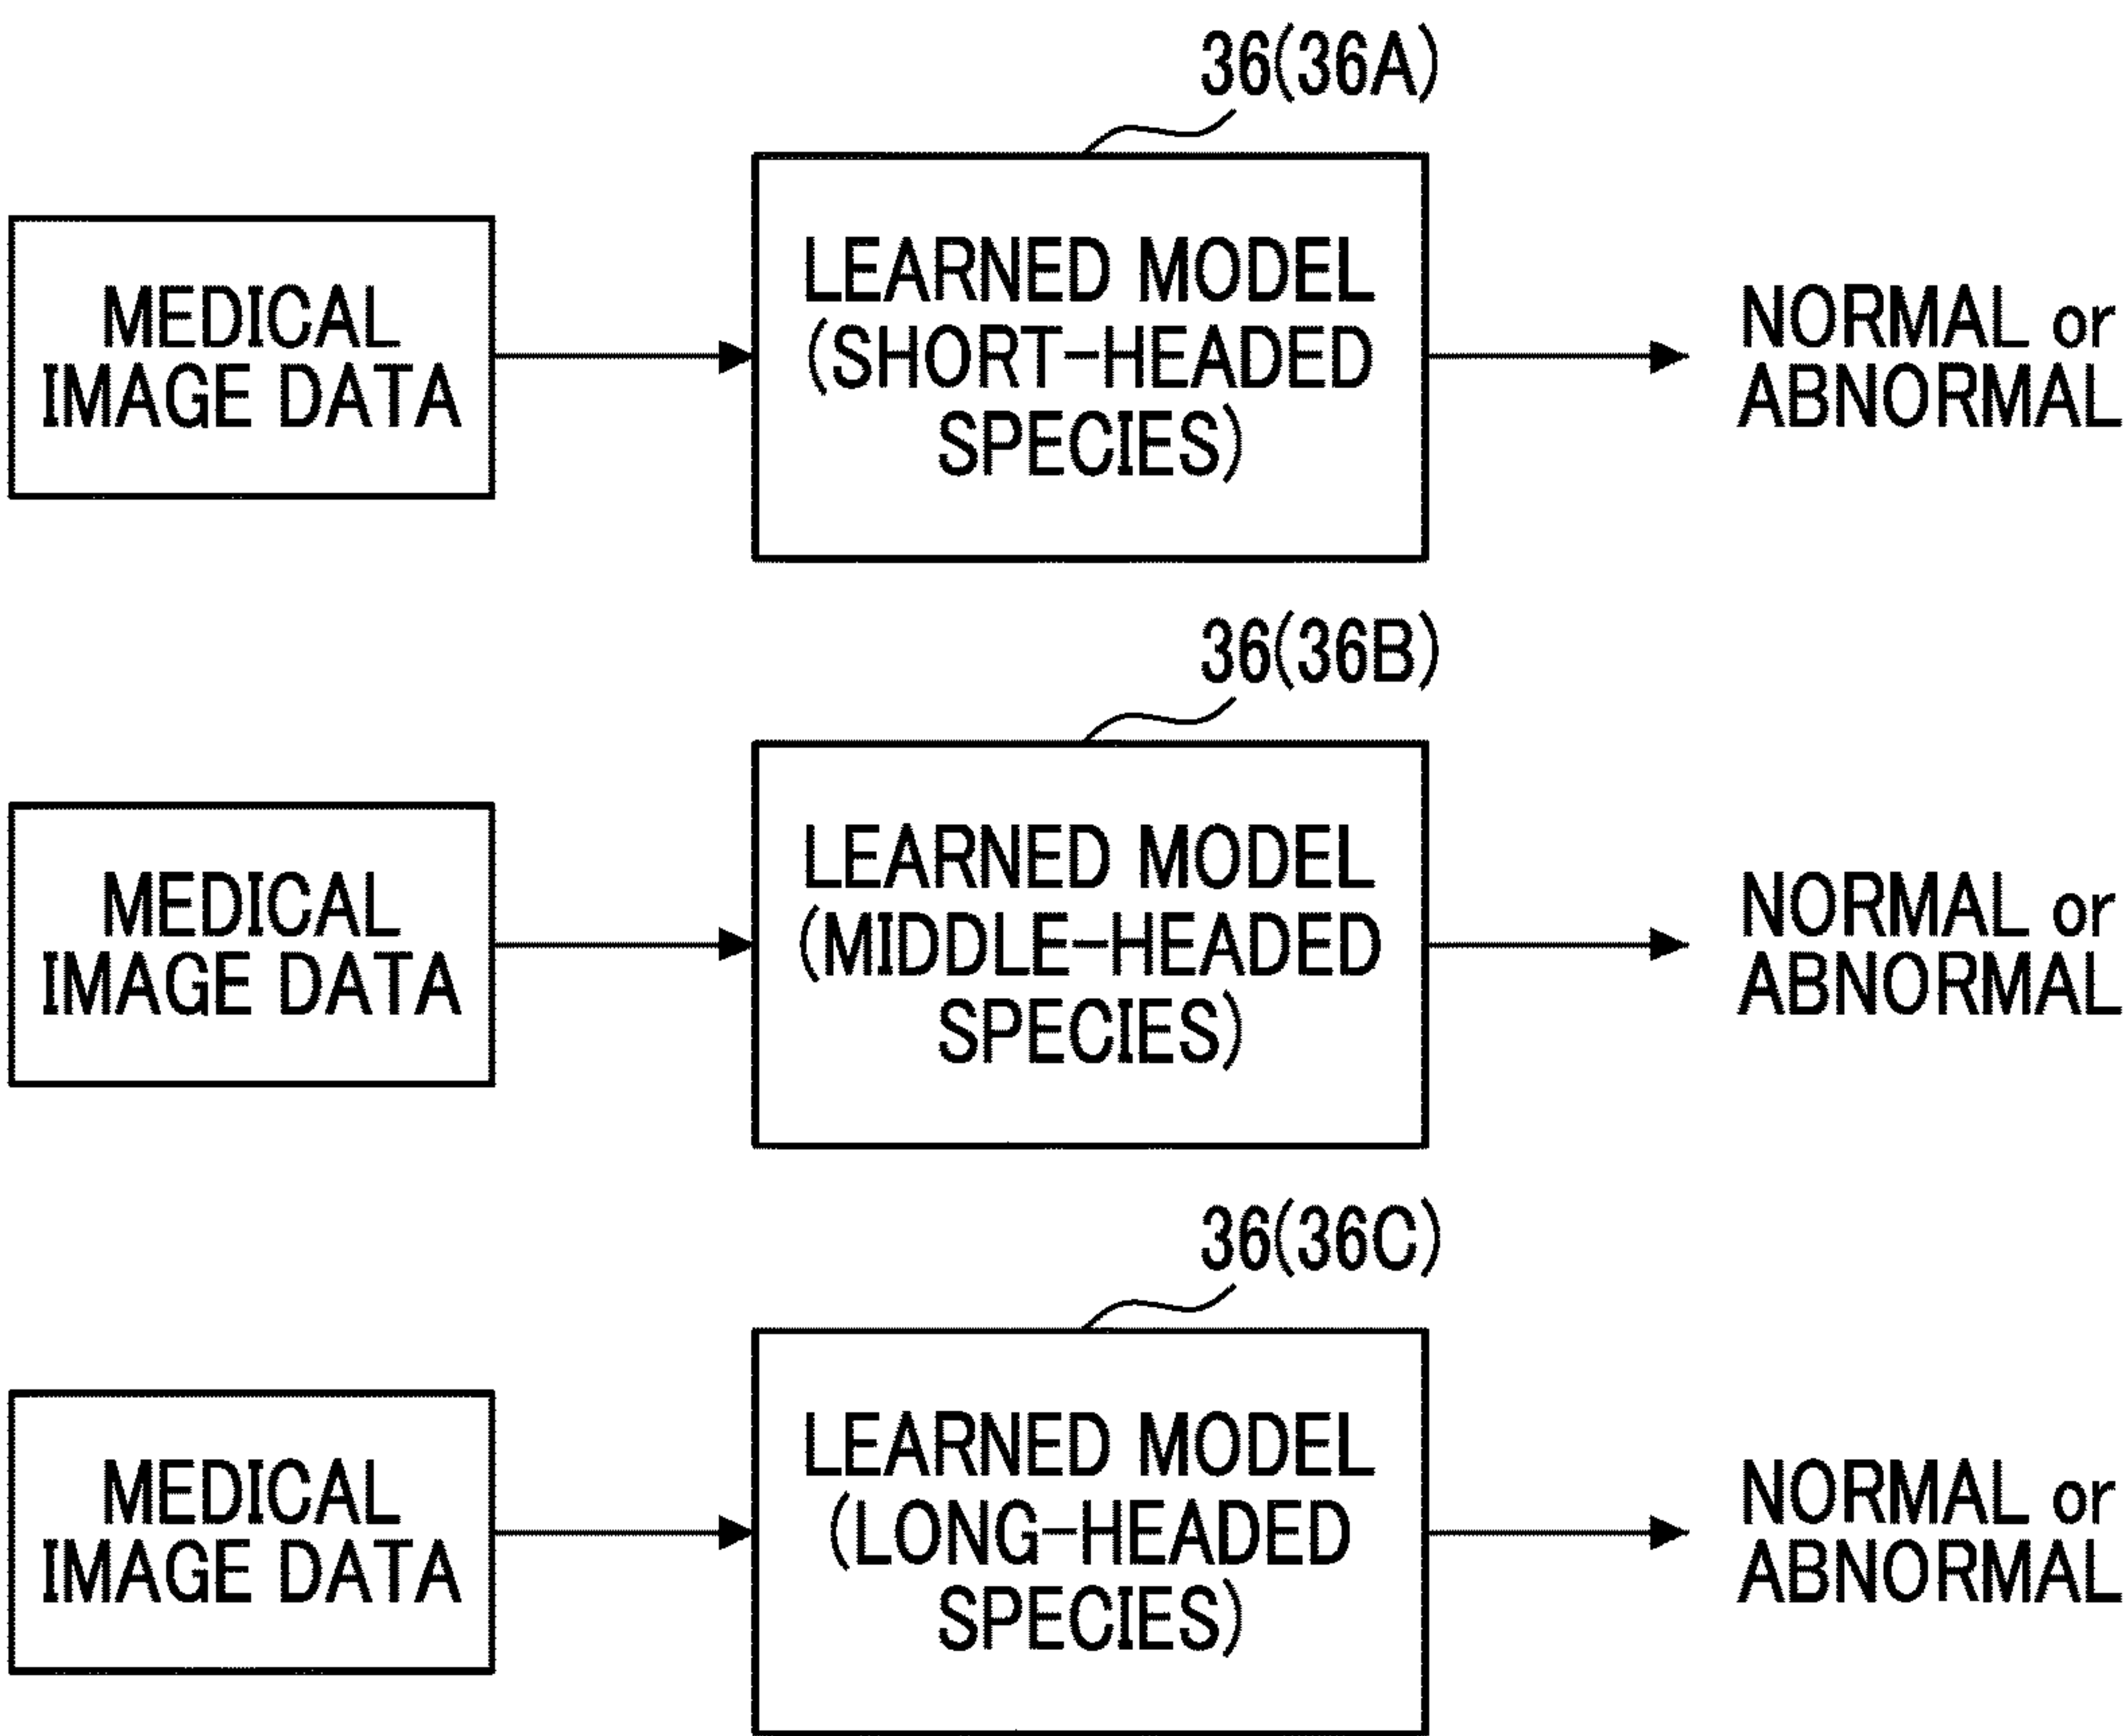 36(36A)
MEDICAL
IMAGE DATA
LEARNED MODEL
(SHORT-HEADED
SPECIES)
NORMAL or
ABNORMAL
36(36B)
MEDICAL
IMAGE DATA
LEARNED MODEL
(MIDDLE-HEADED
SPECIES)
NORMAL or
ABNORMAL
36(36C)
MEDICAL
IMAGE DATA
LEARNED MODEL
(LONG-HEADED
SPECIES)
NORMAL or
ABNORMAL